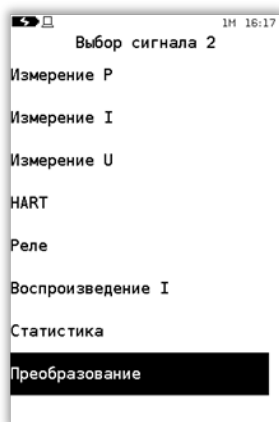 1М 16:17
Выбор сигнала 2
Измерение P
Измерение I
Измерение U
HART
Реле
Воспроизведение I
Статистика
Преобразование